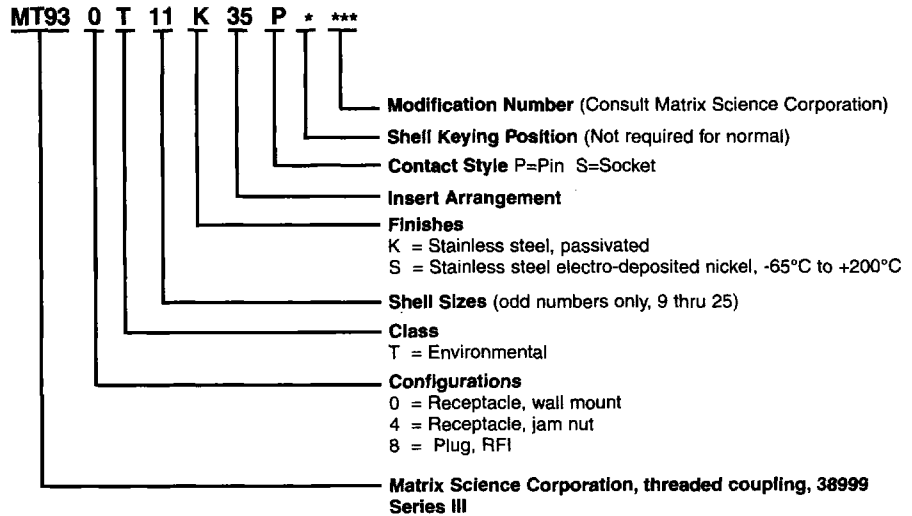 MT93 0 T 11 K 35 P * ***
Modification Number (Consult Matrix Science Corporation)
Shell Keying Position (Not required for normal)
Contact Style P=Pin S=Socket
Insert Arrangement
Finishes
K = Stainless steel, passivated
S = Stainless steel electro-deposited nickel, -65°C to +200°C
Shell Sizes (odd numbers only, 9 thru 25)
Class
T = Environmental
Configurations
0 = Receptacle, wall mount
4 = Receptacle, jam nut
8 = Plug, RFI
Matrix Science Corporation, threaded coupling, 38999
Series III